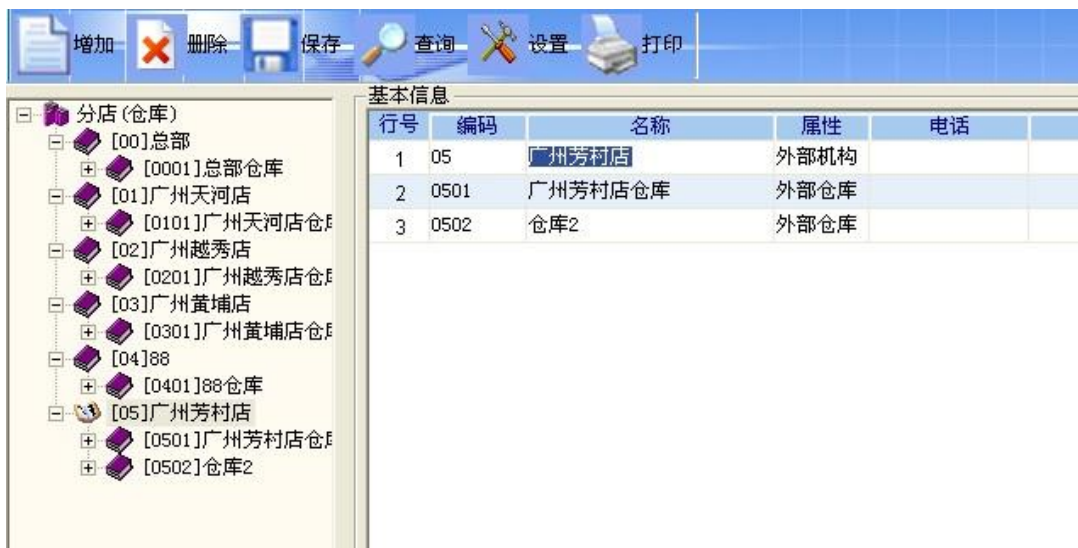 增加 删除 保存 查询 设置 打印
分店(仓库)
[00]总部
[0001]总部仓库
[01]广州天河店
[0101]广州天河店仓
[02]广州越秀店
[0201]广州越秀店仓
[03]广州黄埔店
[0301]广州黄埔店仓
[04]88
[0401]88仓库
[05]广州芳村店
[0501]广州芳村店仓
[0502]仓库2
基本信息
行号 编码 名称 属性 电话
1 05 广州芳村店 外部机构
2 0501 广州芳村店仓库 外部仓库
3 0502 仓库2 外部仓库